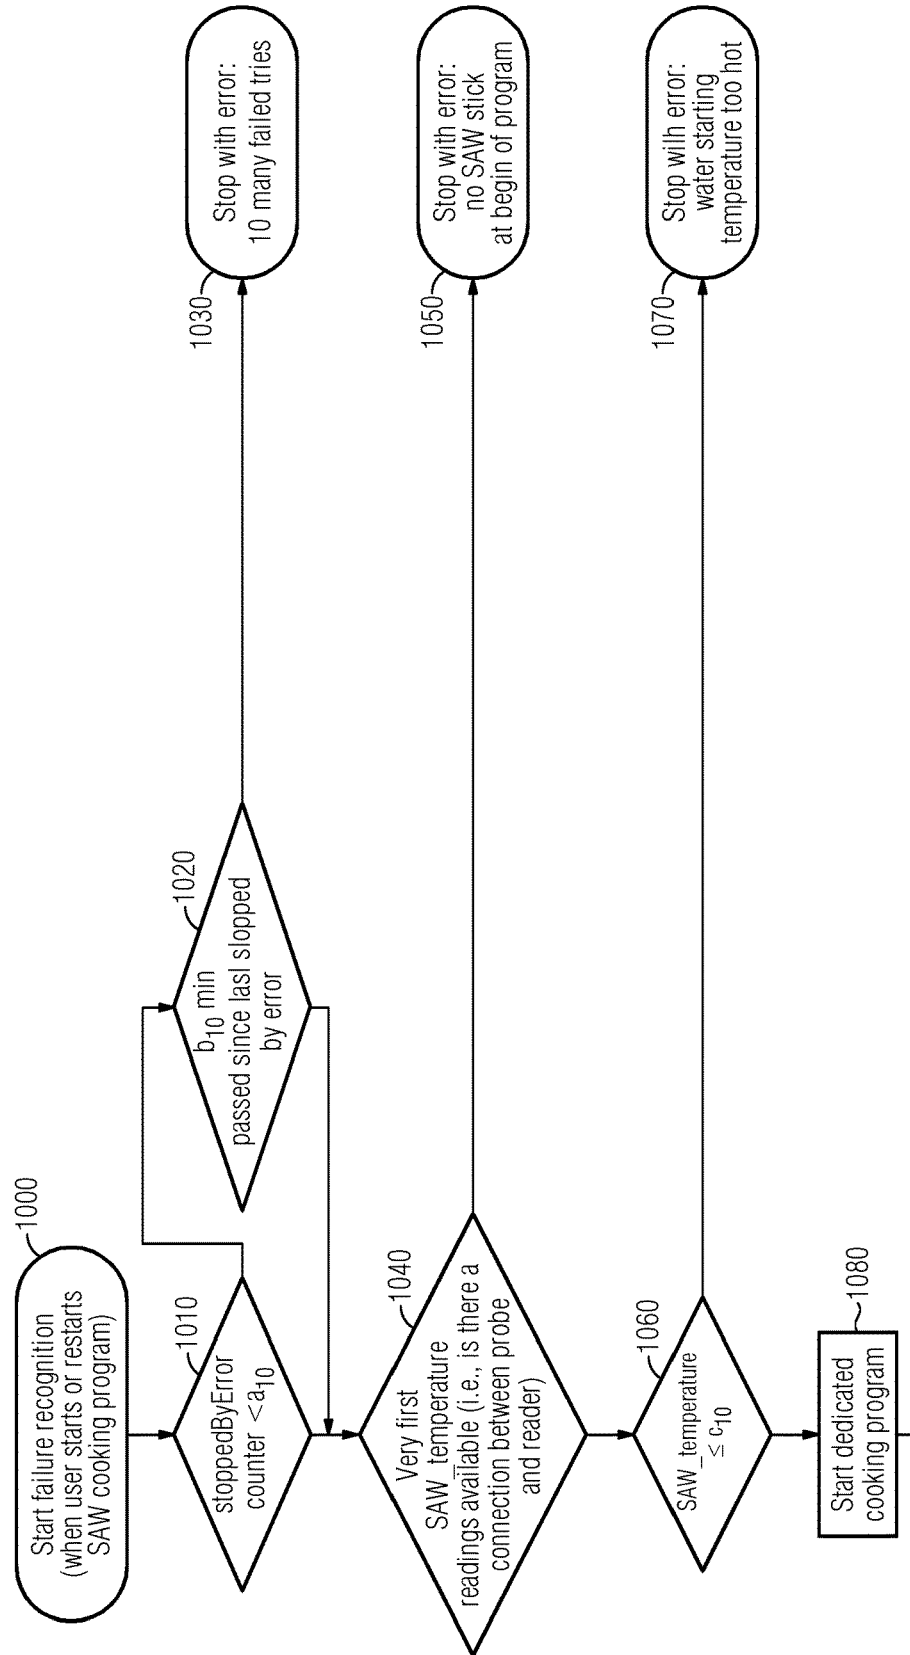 1000
Start failure recognition
(when user starts or restarts
SAW cooking program)
1010
stoppedByError
counter <a10
1020
b10 min
passed since lasl slopped
by error
1030
Stop with error:
10 many failed tries
1040
Very first
SAW_temperature
readings available (i.e., is there a
connection between probe
and reader)
1050
Stop with error:
no SAW stick
at begin of program
1060
SAW_temperature
≤ c10
1070
Stop wilh error:
water starting
temperature too hot
1080
Start dedicated
cooking program